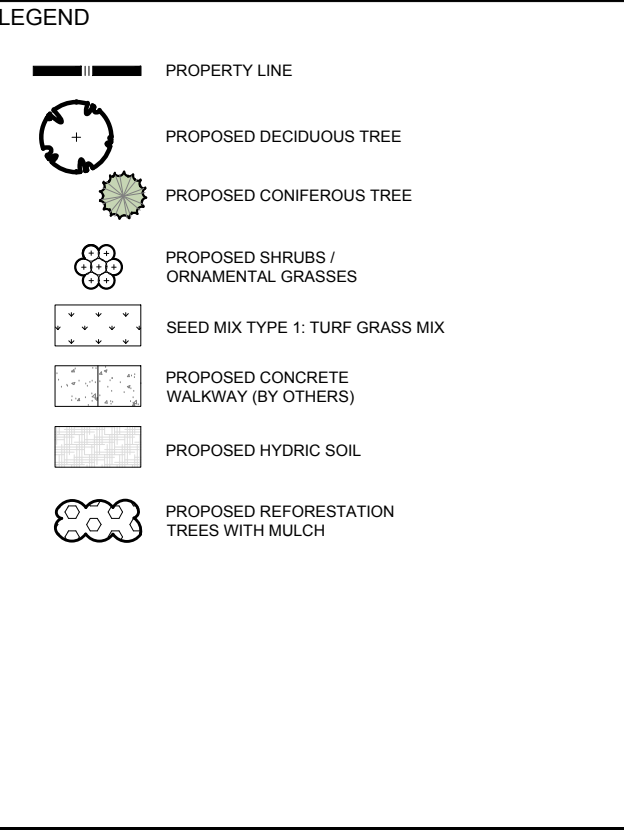 LEGEND
PROPERTY LINE
PROPOSED DECIDUOUS TREE
PROPOSED CONIFEROUS TREE
PROPOSED SHRUBS /
ORNAMENTAL GRASSES
SEED MIX TYPE 1: TURF GRASS MIX
PROPOSED CONCRETE
WALKWAY (BY OTHERS)
PROPOSED HYDRIC SOIL
PROPOSED REFORESTATION
TREES WITH MULCH